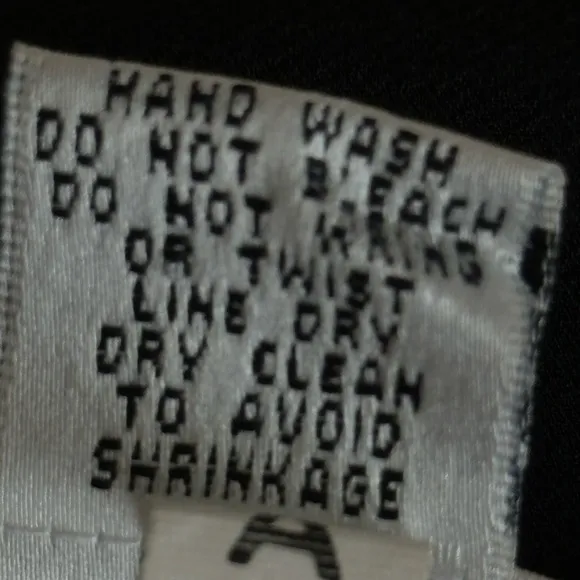 HAND WASH
DO NOT BLEACH
DO NOT WRING
OR TWIST
LINE DRY
DRY CLEAN
TO AVOID
SHRINKAGE